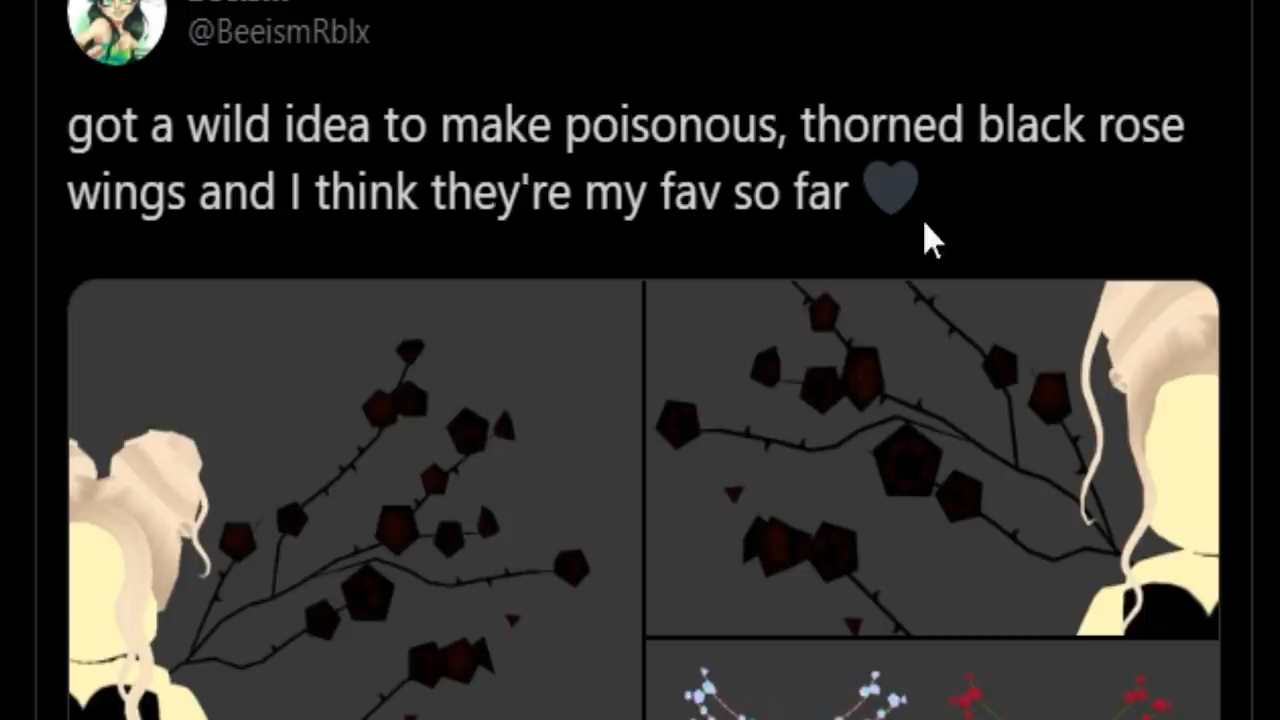 @BeeismRblx
got a wild idea to make poisonous, thorned black rose
wings and I think they're my fav so far 🖤